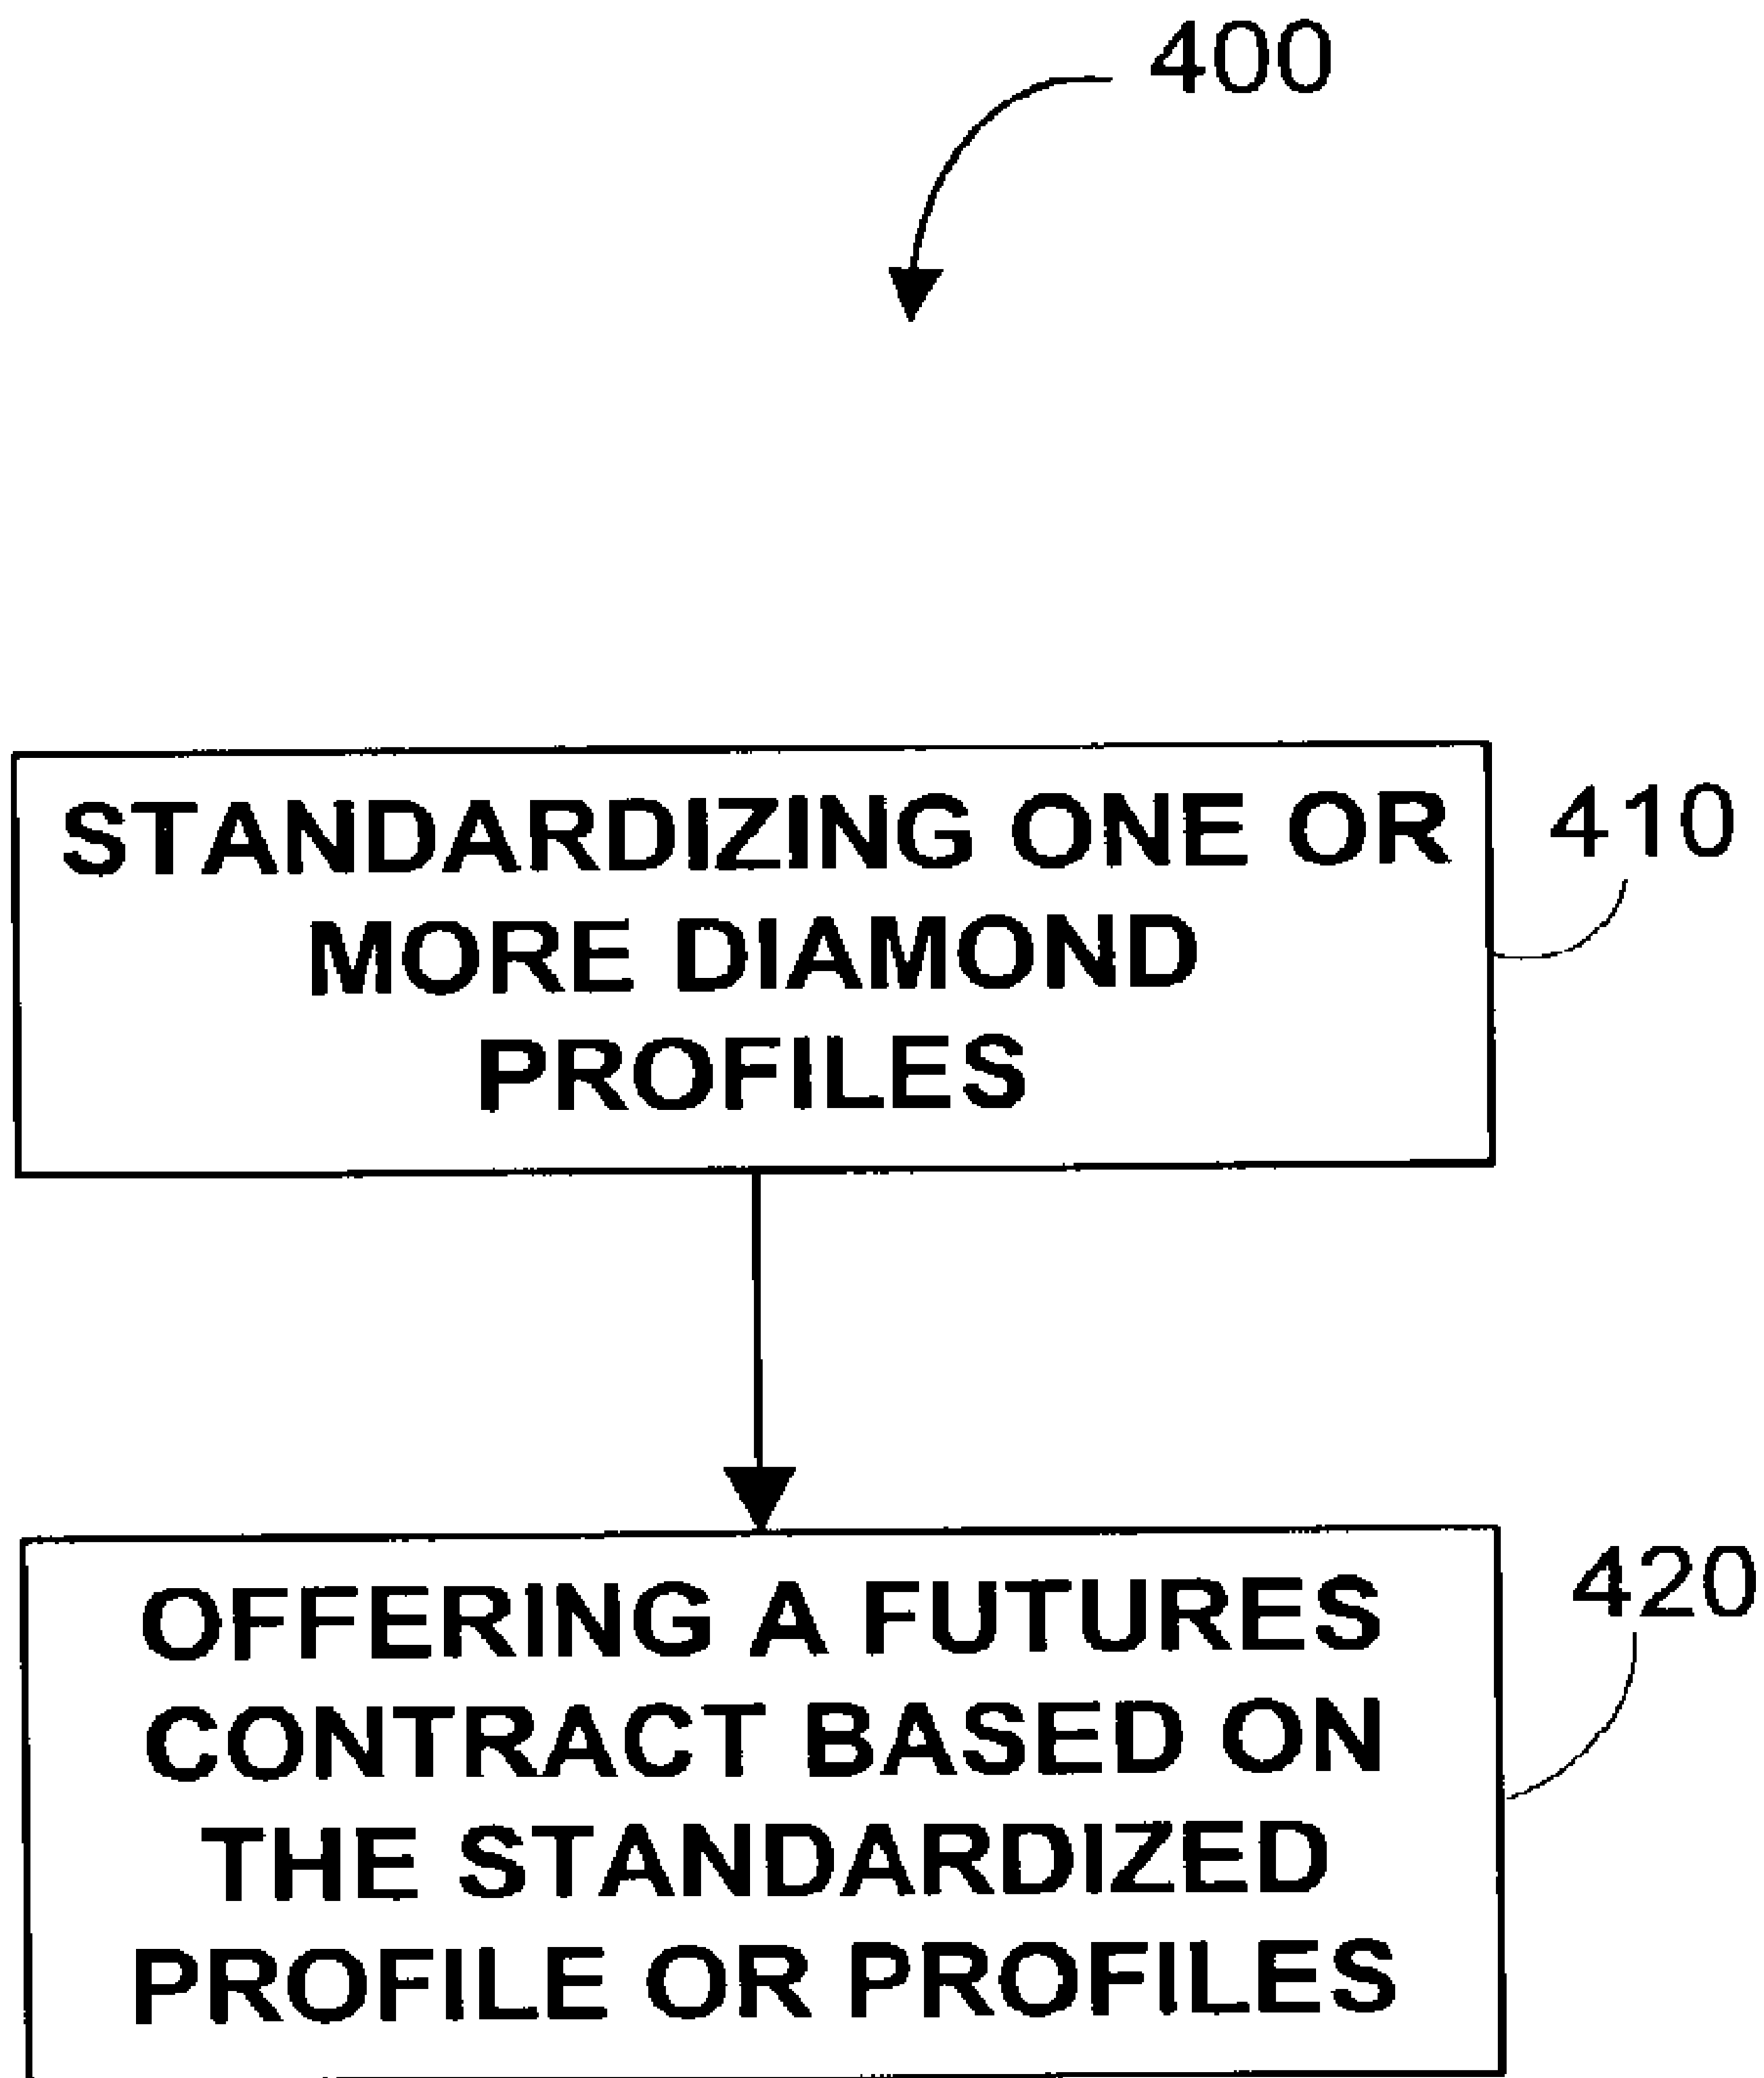 400
STANDARDIZING ONE OR
410
MORE DIAMOND
PROFILES
OFFERING A FUTURES
420
CONTRACT BASED ON
THE STANDARDIZED
PROFILE OR PROFILES